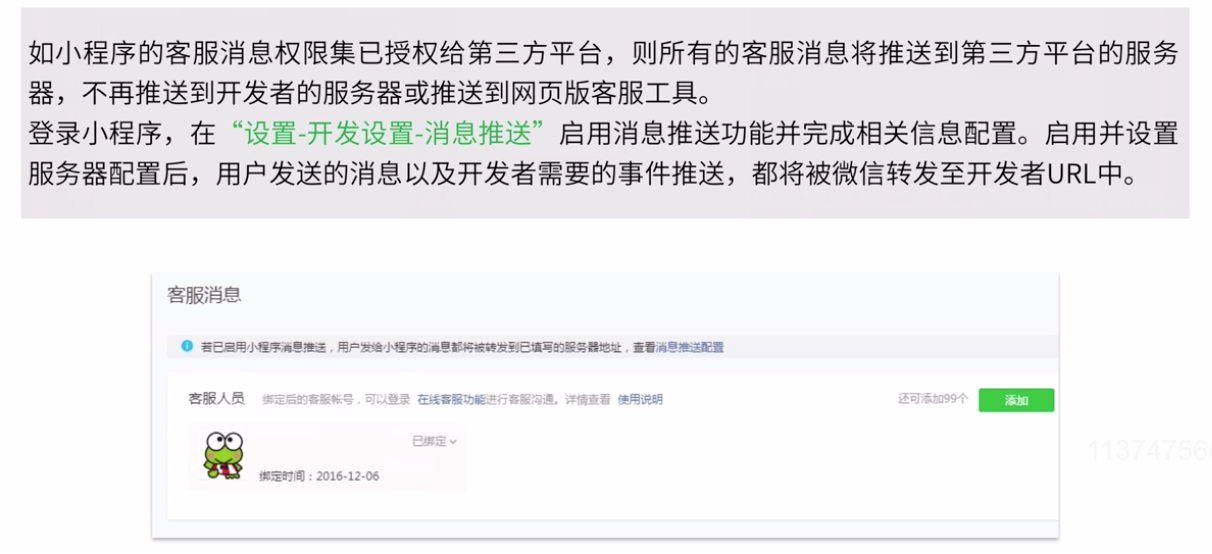 如小程序的客服消息权限集已授权给第三方平台，则所有的客服消息将推送到第三方平台的服务
器，不再推送到开发者的服务器或推送到网页版客服工具。
登录小程序，在“设置-开发设置-消息推送”启用消息推送功能并完成相关信息配置。启用并设置
服务器配置后，用户发送的消息以及开发者需要的事件推送，都将被微信转发至开发者URL中。
客服消息
若已启用小程序消息推送，用户发给小程序的消息都将被转发到已填写的服务器地址，查看消息推送配置
客服人员 绑定后的客服帐号，可以登录 在线客服功能进行客服沟通。详情查看 使用说明 还可添加99个 添加
已绑定
绑定时间：2016-12-06